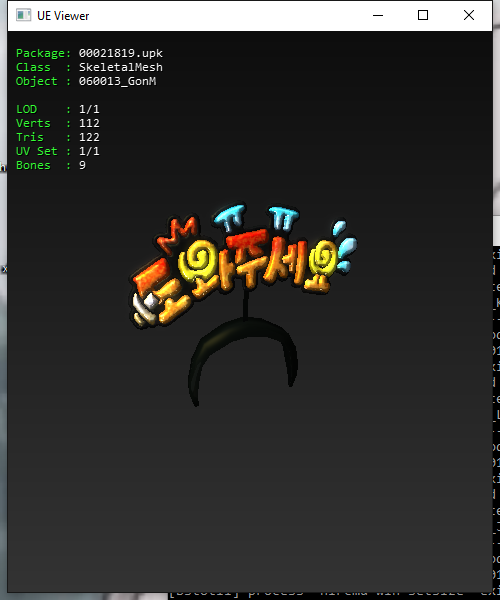 UE Viewer
Package: 00021819.upk
Class : SkeletalMesh
Object : 060013_GonM
LOD : 1/1
Verts : 112
Tris : 122
UV Set : 1/1
Bones : 9
ㅠ ㅠ
도와주세요